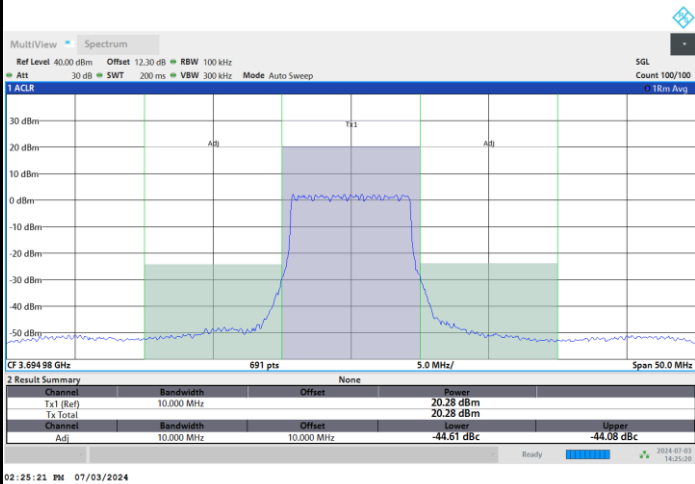 MultiView Spectrum
Ref Level 40.00 dBm Offset 12.30 dB RBW 100 kHz SGL
Att 30 dB SWT 200 ms VBW 300 kHz Mode Auto Sweep Count 100/100
1 ACLR 1Rm Avg
30 dBm
Tx1
20 dBm Adj Adj
10 dBm
0 dBm
-10 dBm
-20 dBm
-30 dBm
-40 dBm
-50 dBm
CF 3.694 98 GHz 691 pts 5.0 MHz/ Span 50.0 MHz
2 Result Summary None
Channel Bandwidth Offset Power
Tx1 (Ref) 10.000 MHz 20.28 dBm
Tx Total 20.28 dBm
Channel Bandwidth Offset Lower Upper
Adj 10.000 MHz 10.000 MHz -44.61 dBc -44.08 dBc
Ready 2024-07-03
14:25:20
02:25:21 PM 07/03/2024